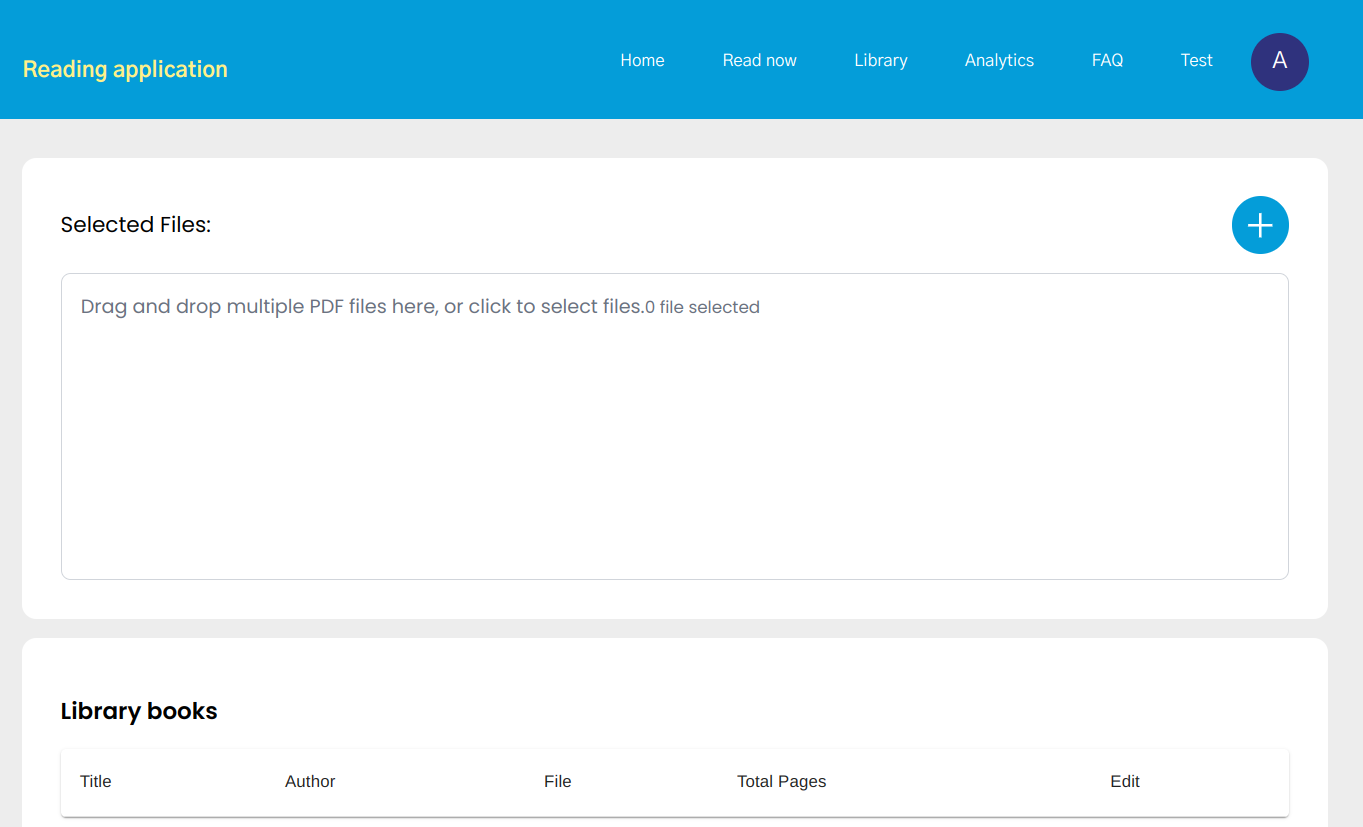 Reading application
Home Read now Library Analytics FAQ Test A
Selected Files:
Drag and drop multiple PDF files here, or click to select files.0 file selected
Library books
Title Author File Total Pages Edit